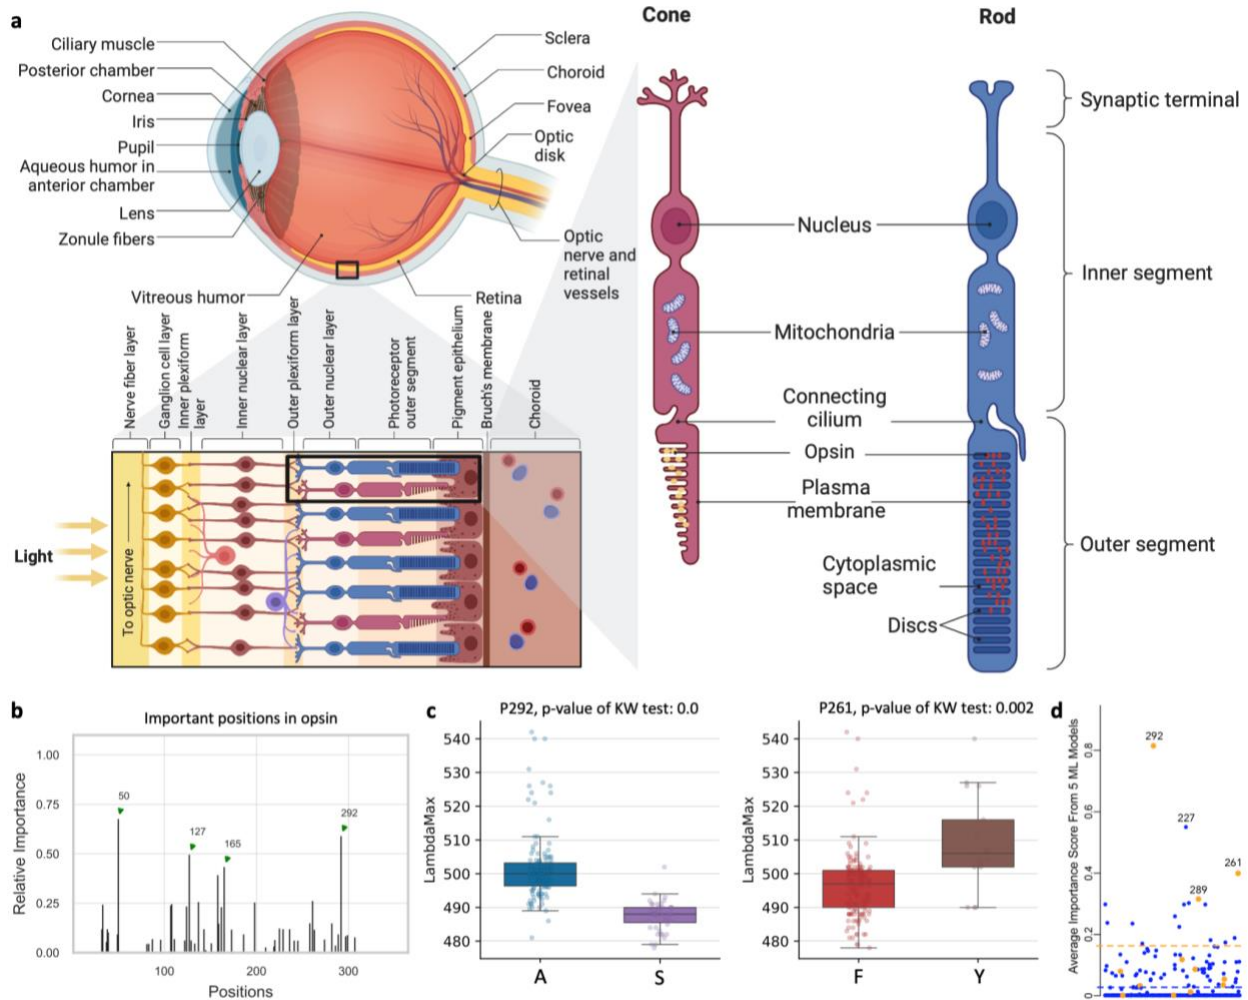 a
Ciliary muscle
Posterior chamber
Cornea
Iris
Pupil
Aqueous humor in
anterior chamber
Lens
Zonule fibers
Vitreous humor
Sclera
Choroid
Fovea
Optic
disk
Optic
nerve and
retinal
vessels
Retina
Nerve fiber layer
Ganglion cell layer
Inner plexiform
layer
Inner nuclear layer
Outer plexiform layer
Outer nuclear layer
Photoreceptor
outer segment
Pigment epithelium
Bruch's membrane
Choroid
Light
To optic nerve
Cone
Rod
Synaptic terminal
Nucleus
Inner segment
Mitochondria
Connecting
cilium
Opsin
Plasma
membrane
Outer segment
Cytoplasmic
space
Discs
b
Important positions in opsin
Relative Importance
1.00
0.75
0.50
0.25
0.00
50
127
165
292
100
200
300
Positions
c
P292, p-value of KW test: 0.0
LambdaMax
540
530
520
510
500
490
480
A
S
P261, p-value of KW test: 0.002
LambdaMax
540
530
520
510
500
490
480
F
Y
d
Average Importance Score From 5 ML Models
0.8
0.6
0.4
0.2
0
292
227
261
289